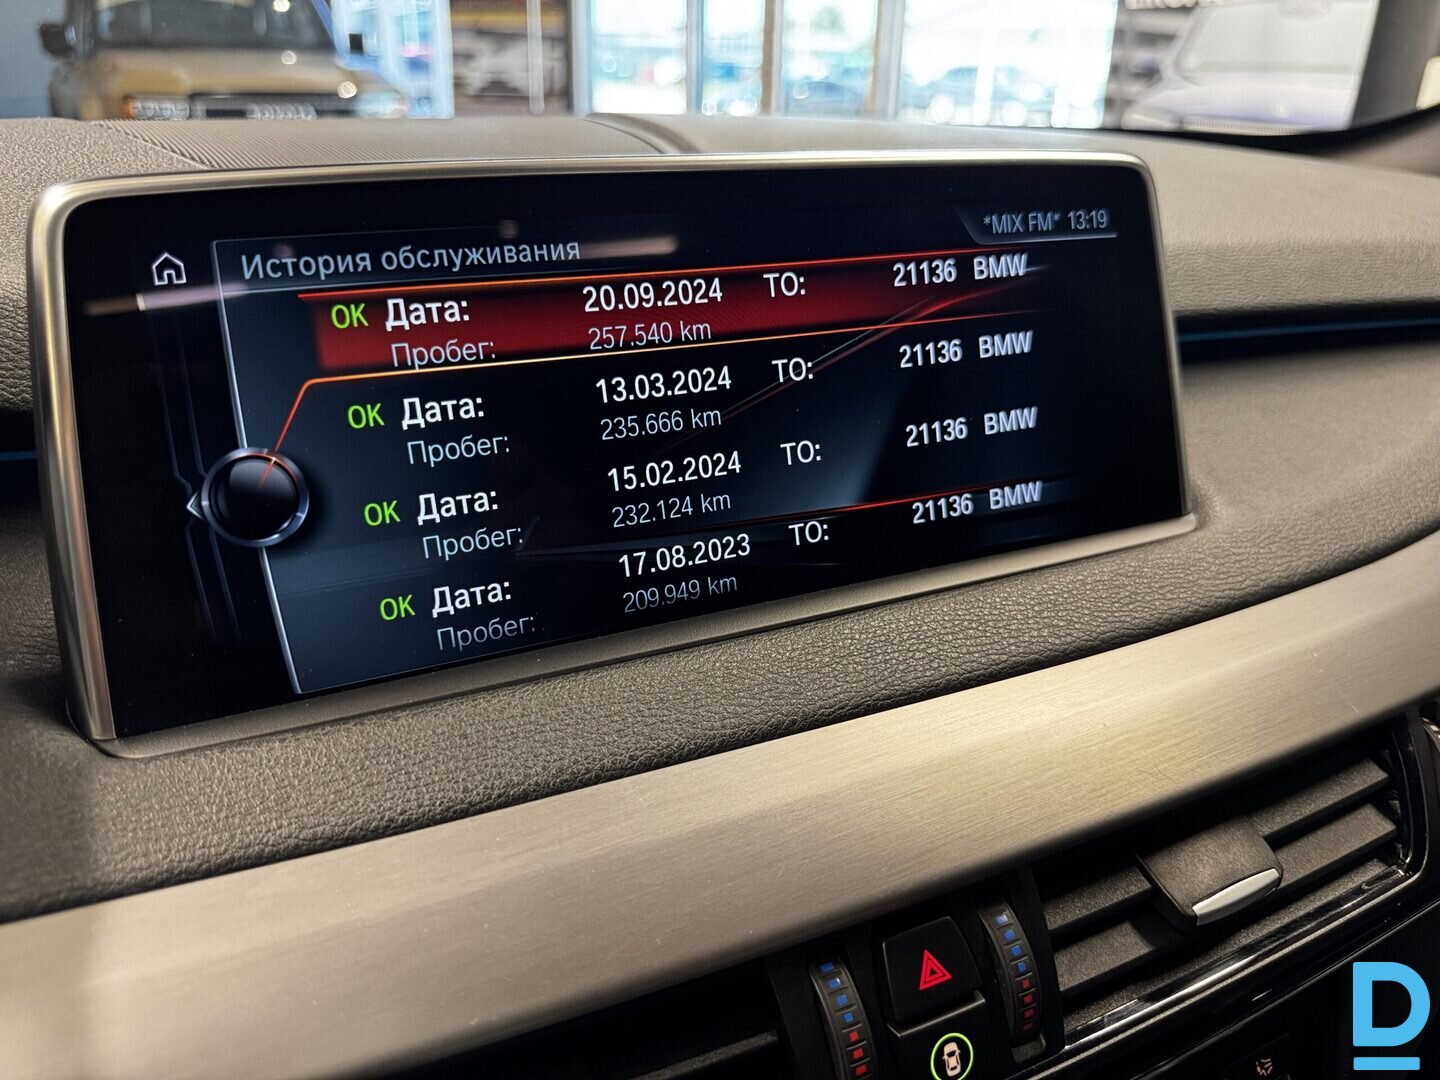 *MIX FM* 13:19
История обслуживания
OK Дата: 20.09.2024 ТО: 21136 BMW
Пробег: 257.540 km
OK Дата: 13.03.2024 ТО: 21136 BMW
Пробег: 235.666 km
OK Дата: 15.02.2024 ТО: 21136 BMW
Пробег: 232.124 km
OK Дата: 17.08.2023 ТО: 21136 BMW
Пробег: 209.949 km
D